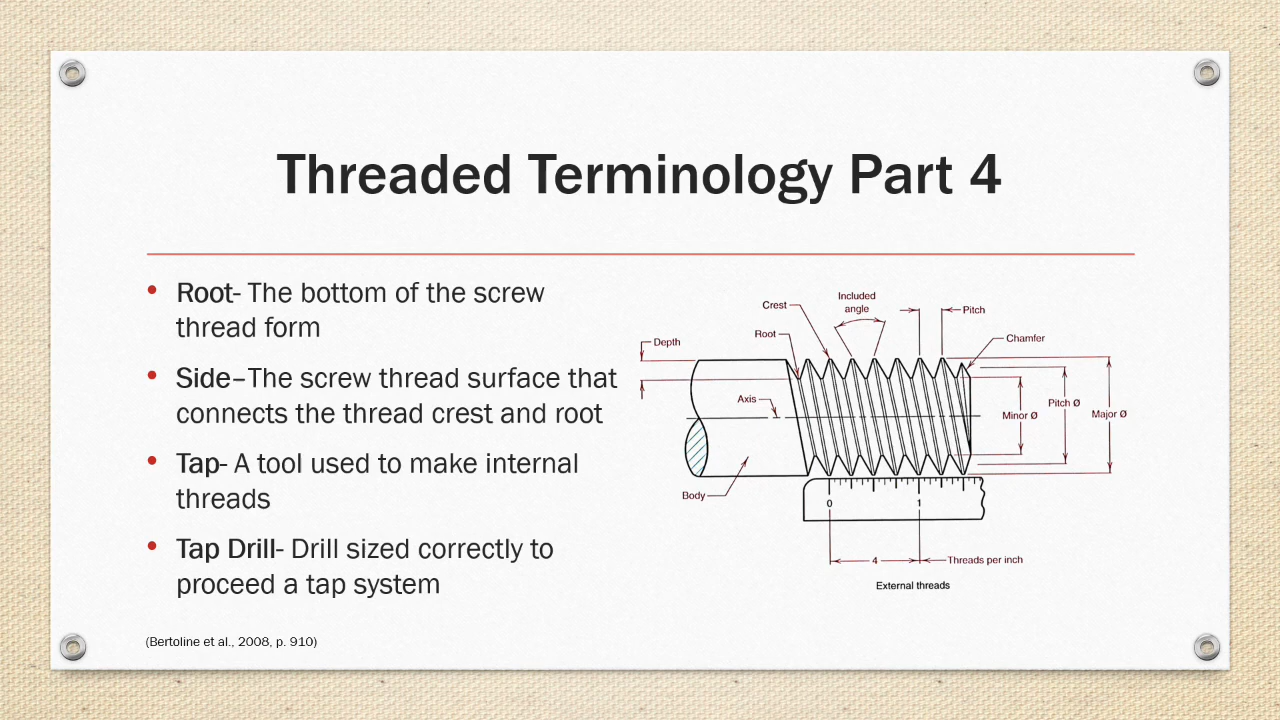 Threaded Terminology Part 4
• Root- The bottom of the screw
thread form
• Side–The screw thread surface that
connects the thread crest and root
• Tap- A tool used to make internal
threads
• Tap Drill- Drill sized correctly to
proceed a tap system
(Bertoline et al., 2008, p. 910)
Included
angle
Crest
Pitch
Root
Chamfer
Depth
Axis
Pitch Ø
Minor Ø
Major Ø
Body
0
1
4
Threads per inch
External threads